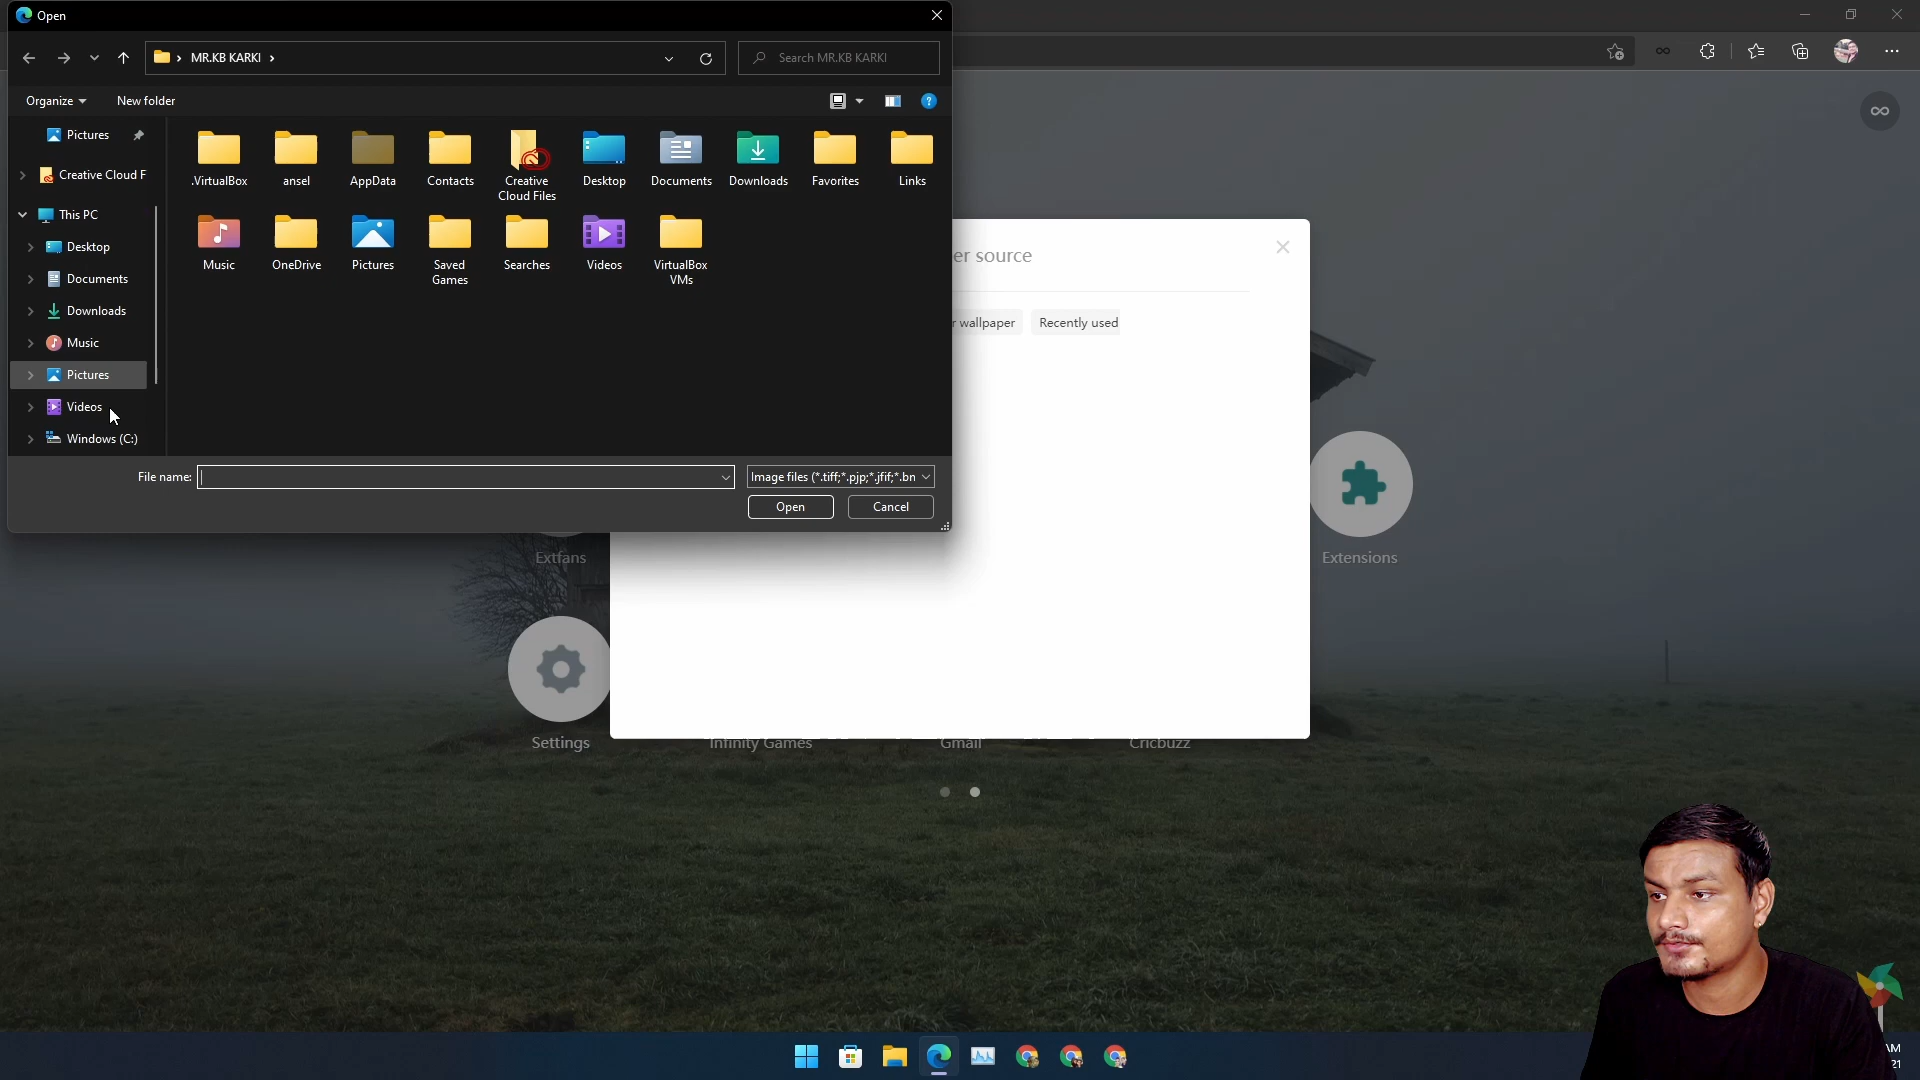 Open
MR.KB KARKI
Search MR.KB KARKI
Organize
New folder
Pictures
Creative Cloud F
This PC
Desktop
Documents
Downloads
Music
Pictures
Videos
Windows (C:)
.VirtualBox
ansel
AppData
Contacts
Creative
Cloud Files
Desktop
Documents
Downloads
Favorites
Links
Music
OneDrive
Pictures
Saved
Games
Searches
Videos
VirtualBox
VMs
File name:
Image files (*.tiff;*.pjp;*.jfif;*.bn
Open
Cancel
er source
r wallpaper
Recently used
Extfans
Extensions
Settings
Infinity Games
Gmail
Cricbuzz
AM
21